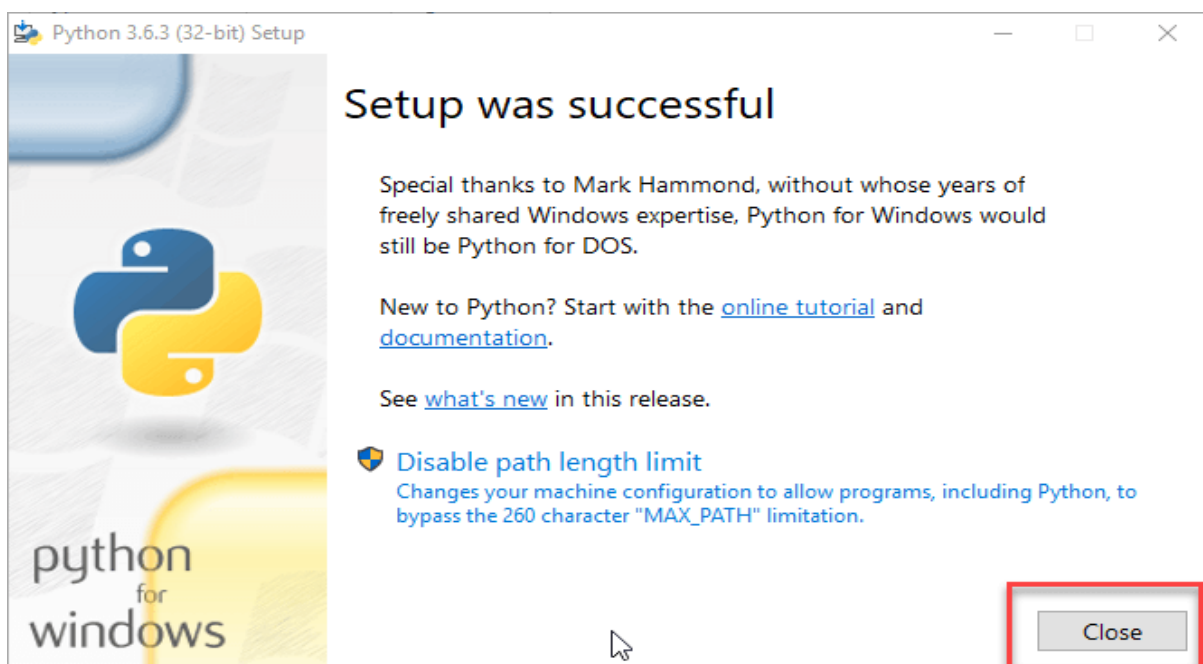 Python 3.6.3 (32-bit) Setup
Setup was successful
Special thanks to Mark Hammond, without whose years of
freely shared Windows expertise, Python for Windows would
still be Python for DOS.
New to Python? Start with the online tutorial and
documentation.
See what's new in this release.
Disable path length limit
Changes your machine configuration to allow programs, including Python, to
bypass the 260 character "MAX_PATH" limitation.
python
for
windows
Close